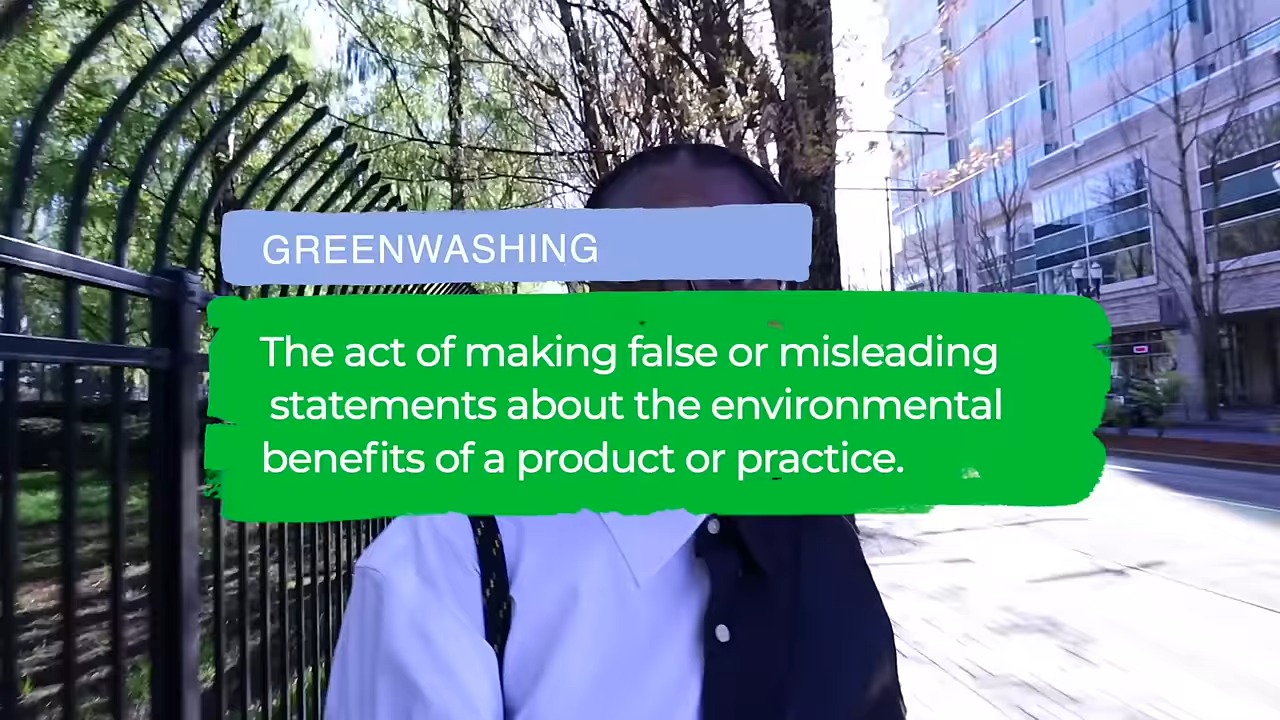 GREENWASHING
The act of making false or misleading
statements about the environmental
benefits of a product or practice.